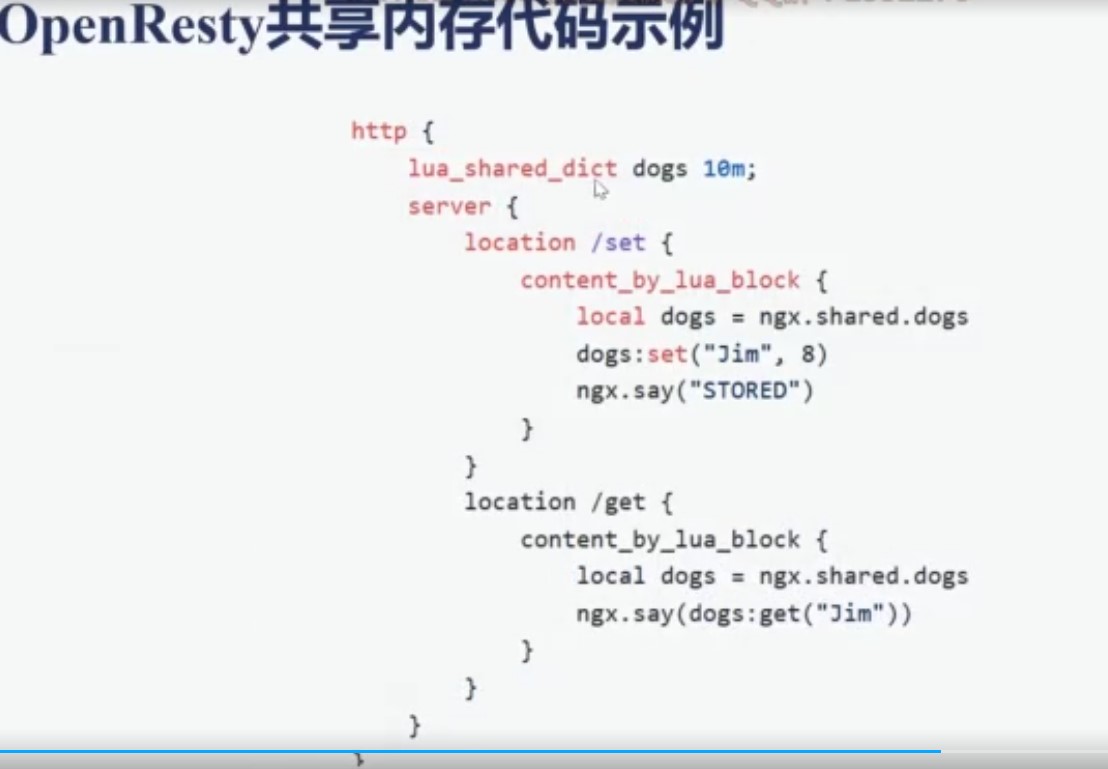 OpenResty共享内存代码示例
http {
lua_shared_dict dogs 10m;
server {
location /set {
content_by_lua_block {
local dogs = ngx.shared.dogs
dogs:set("Jim", 8)
ngx.say("STORED")
}
}
location /get {
content_by_lua_block {
local dogs = ngx.shared.dogs
ngx.say(dogs:get("Jim"))
}
}
}
}